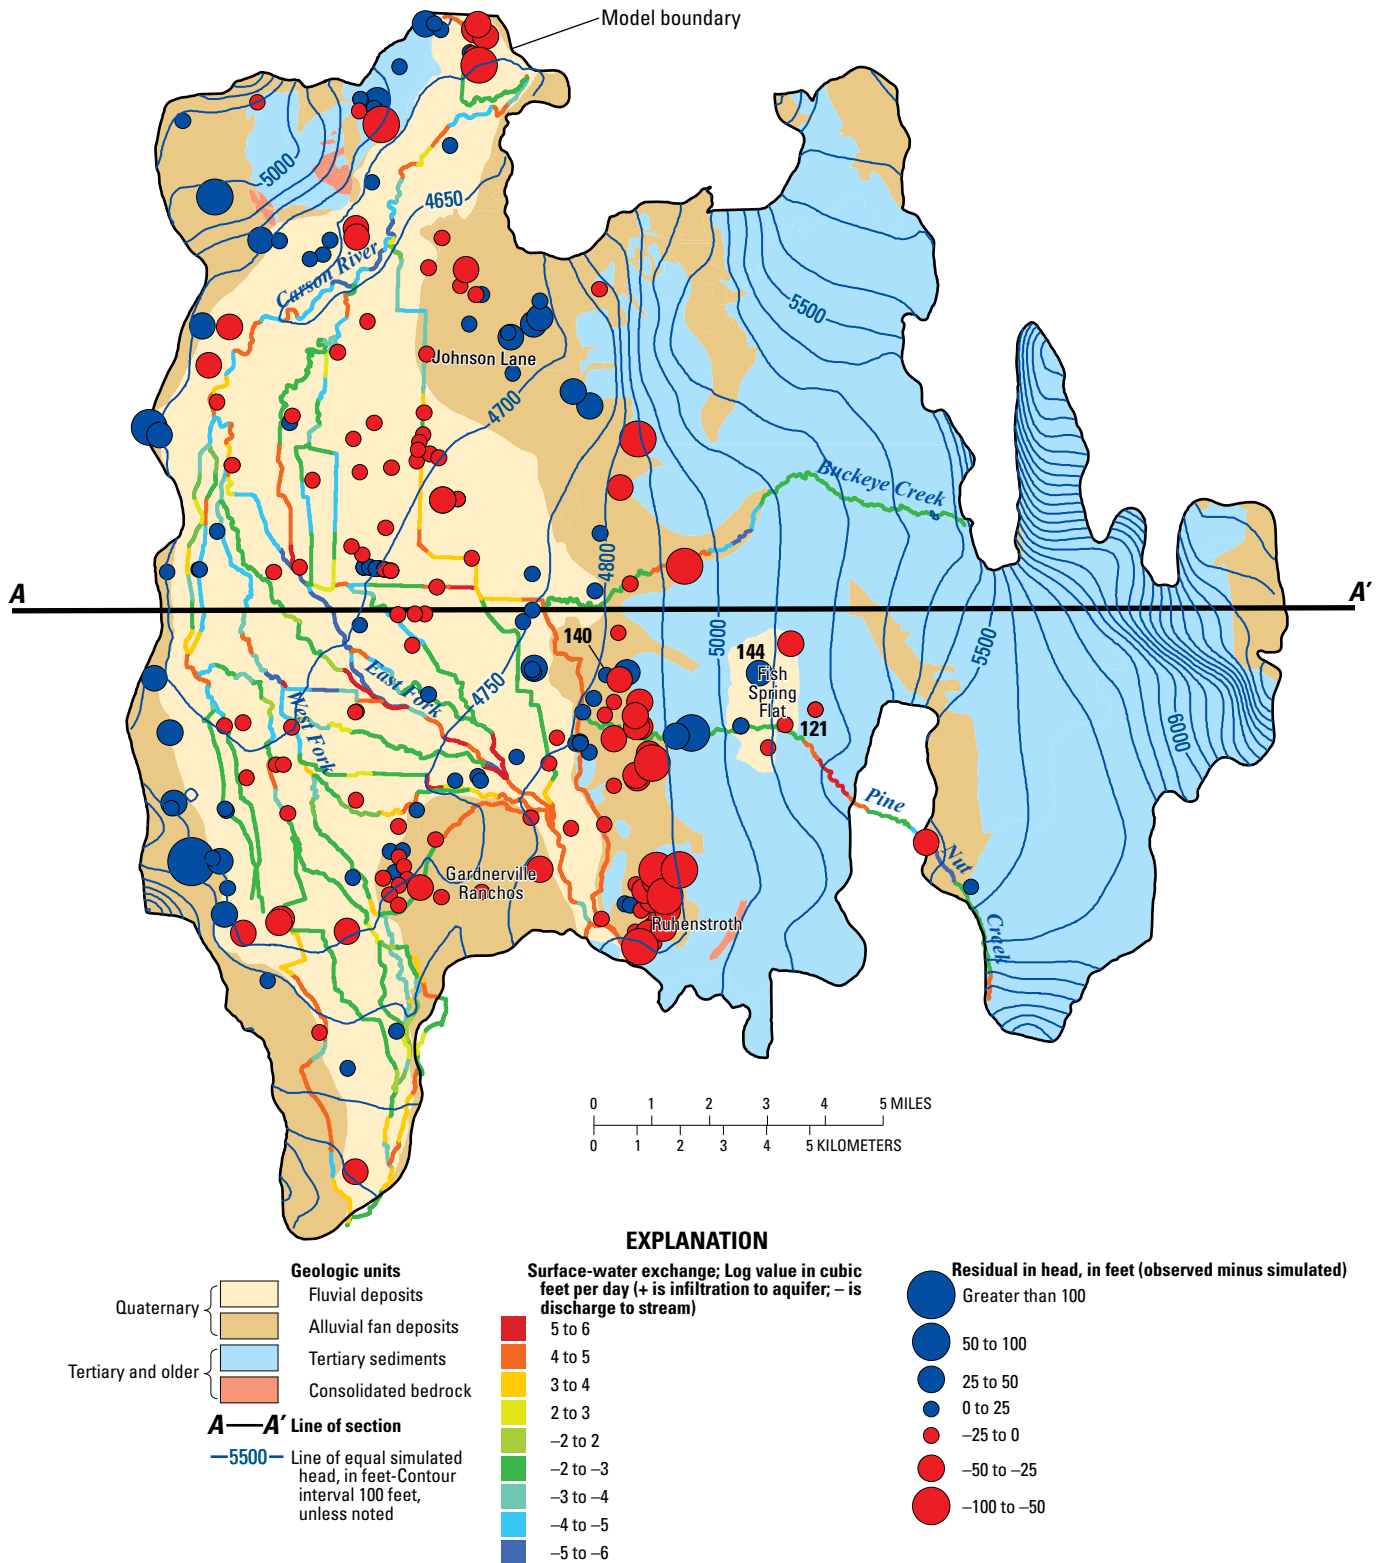 Model boundary
5000
4650
Carson River
5500
Johnson Lane
4700
Buckeye Creek
4800
A
A′
140
5000
144
Fish
Spring
Flat
5500
121
East Fork
4750
West Fork
6000
Pine
Nut
Creek
Gardnerville
Ranchos
Ruhenstroth
0 1 2 3 4 5 MILES
0 1 2 3 4 5 KILOMETERS
EXPLANATION
Geologic units
Quaternary
Fluvial deposits
Alluvial fan deposits
Tertiary and older
Tertiary sediments
Consolidated bedrock
A A′ Line of section
5500 Line of equal simulated
head, in feet-Contour
interval 100 feet,
unless noted
Surface-water exchange; Log value in cubic
feet per day (+ is infiltration to aquifer; – is
discharge to stream)
5 to 6
4 to 5
3 to 4
2 to 3
–2 to 2
–2 to –3
–3 to –4
–4 to –5
–5 to –6
Residual in head, in feet (observed minus simulated)
Greater than 100
50 to 100
25 to 50
0 to 25
–25 to 0
–50 to –25
–100 to –50